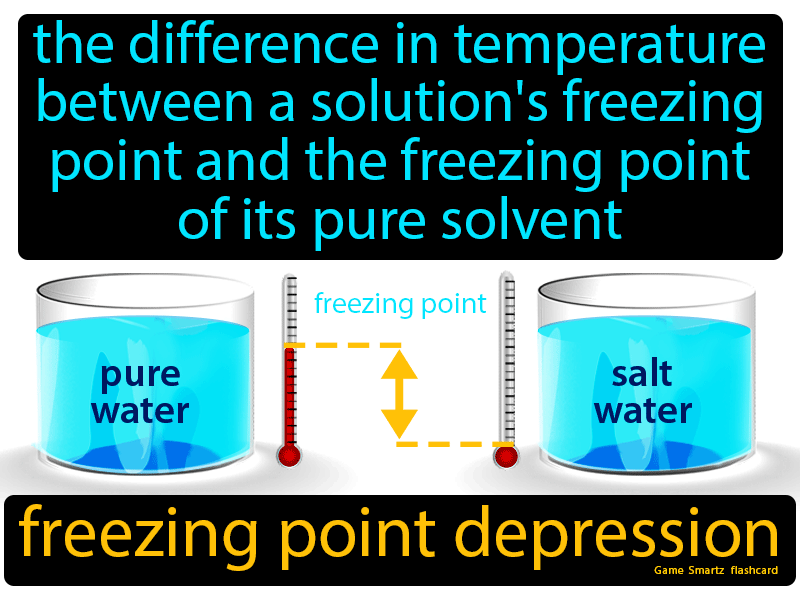 the difference in temperature
between a solution's freezing
point and the freezing point
of its pure solvent
freezing point
pure
water
salt
water
freezing point depression
Game Smartz flashcard